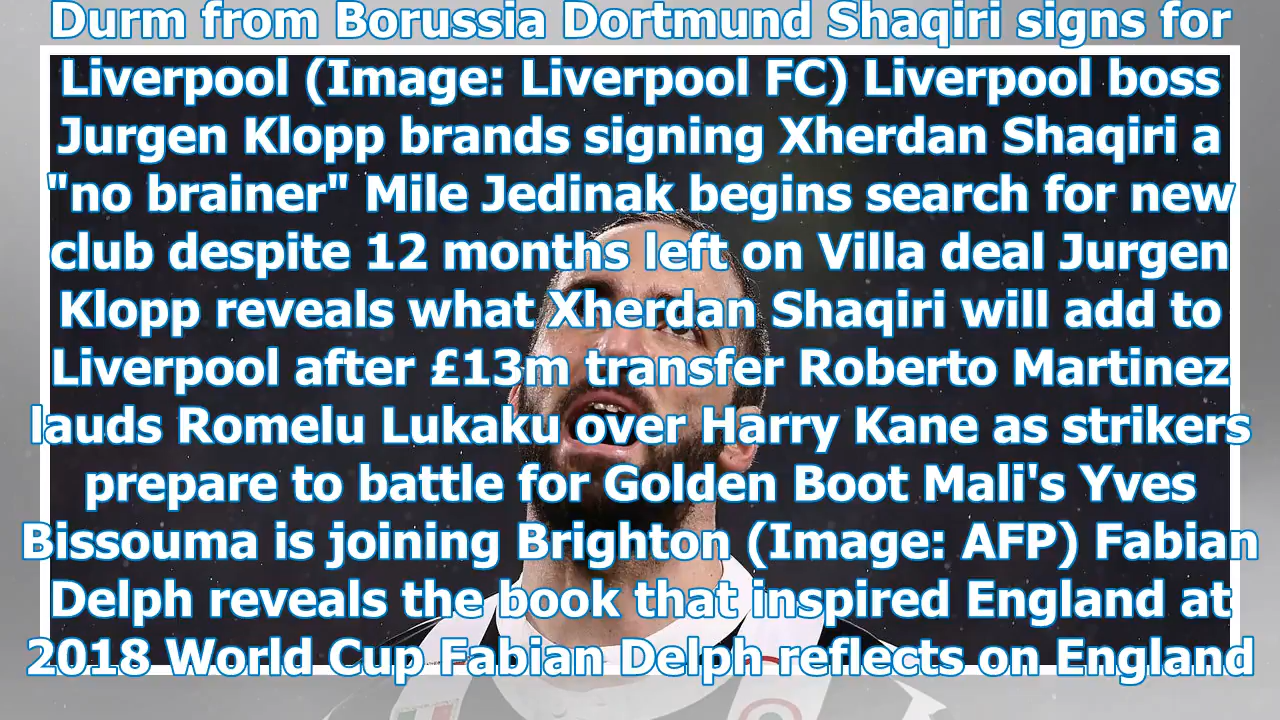 Durm from Borussia Dortmund Shaqiri signs for
Liverpool (Image: Liverpool FC) Liverpool boss
Jurgen Klopp brands signing Xherdan Shaqiri a
"no brainer" Mile Jedinak begins search for new
club despite 12 months left on Villa deal Jurgen
Klopp reveals what Xherdan Shaqiri will add to
Liverpool after £13m transfer Roberto Martinez
lauds Romelu Lukaku over Harry Kane as strikers
prepare to battle for Golden Boot Mali's Yves
Bissouma is joining Brighton (Image: AFP) Fabian
Delph reveals the book that inspired England at
2018 World Cup Fabian Delph reflects on England